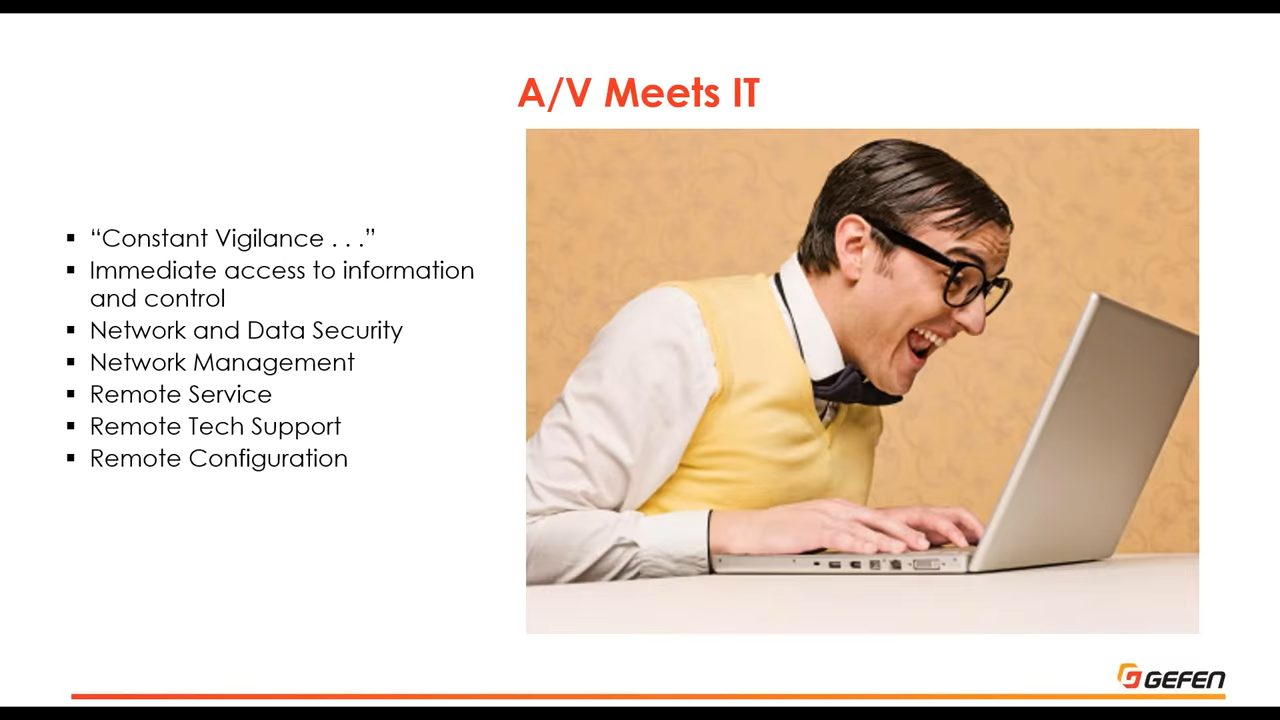 A/V Meets IT
▪ “Constant Vigilance . . .”
▪ Immediate access to information
and control
▪ Network and Data Security
▪ Network Management
▪ Remote Service
▪ Remote Tech Support
▪ Remote Configuration
GEFEN